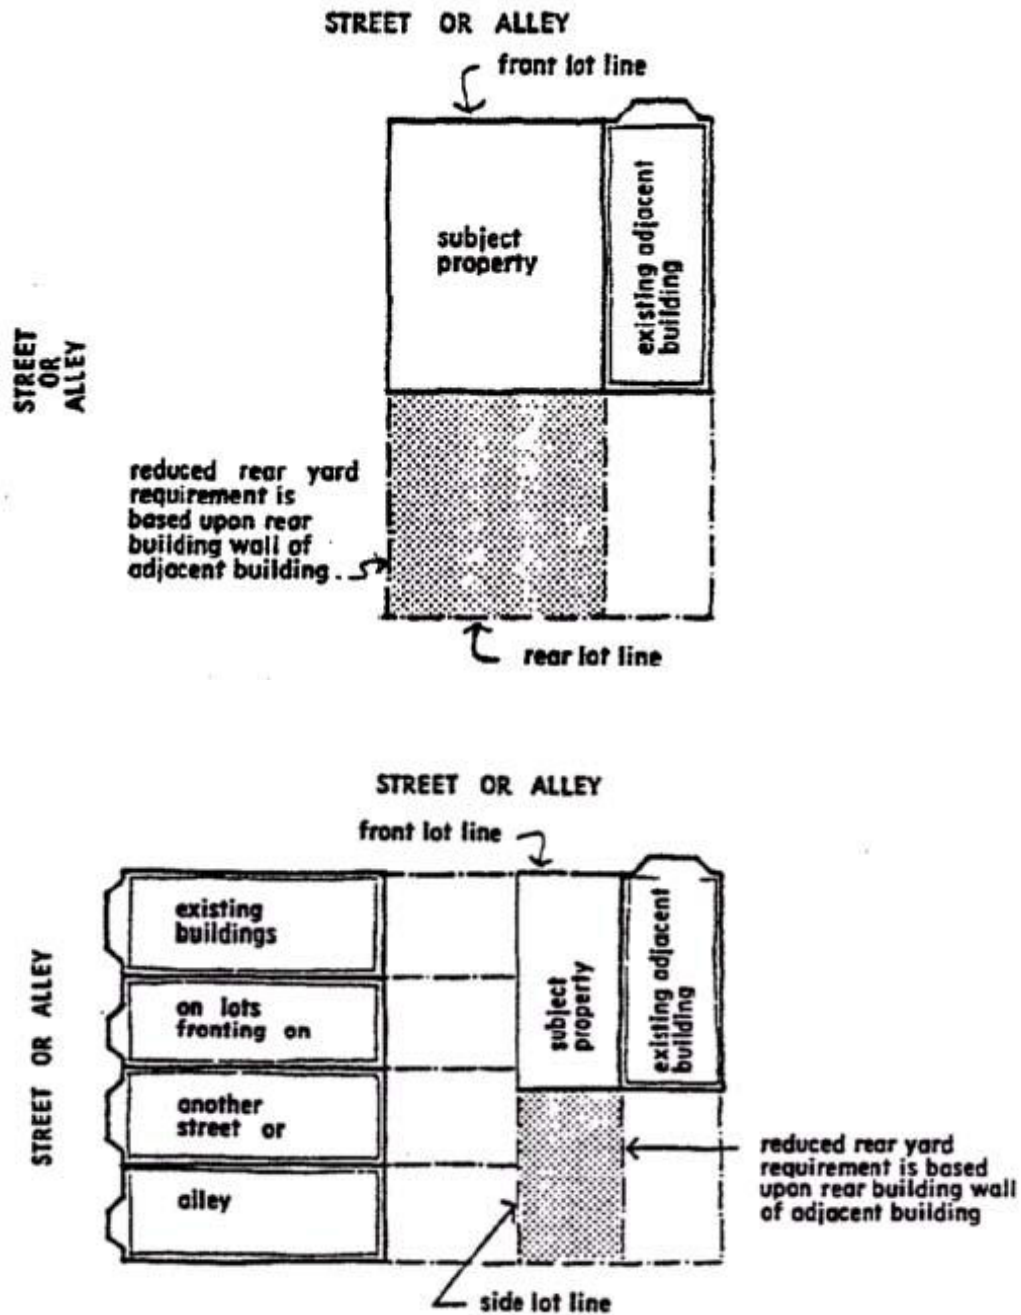 STREET OR ALLEY
front lot line
subject
property
existing adjacent
building
STREET
OR
ALLEY
reduced rear yard
requirement is
based upon rear
building wall of
adjacent building.
rear lot line
STREET OR ALLEY
front lot line
existing
buildings
on lots
fronting on
another
street or
alley
STREET OR ALLEY
subject
property
existing adjacent
building
reduced rear yard
requirement is based
upon rear building wall
of adjacent building
side lot line